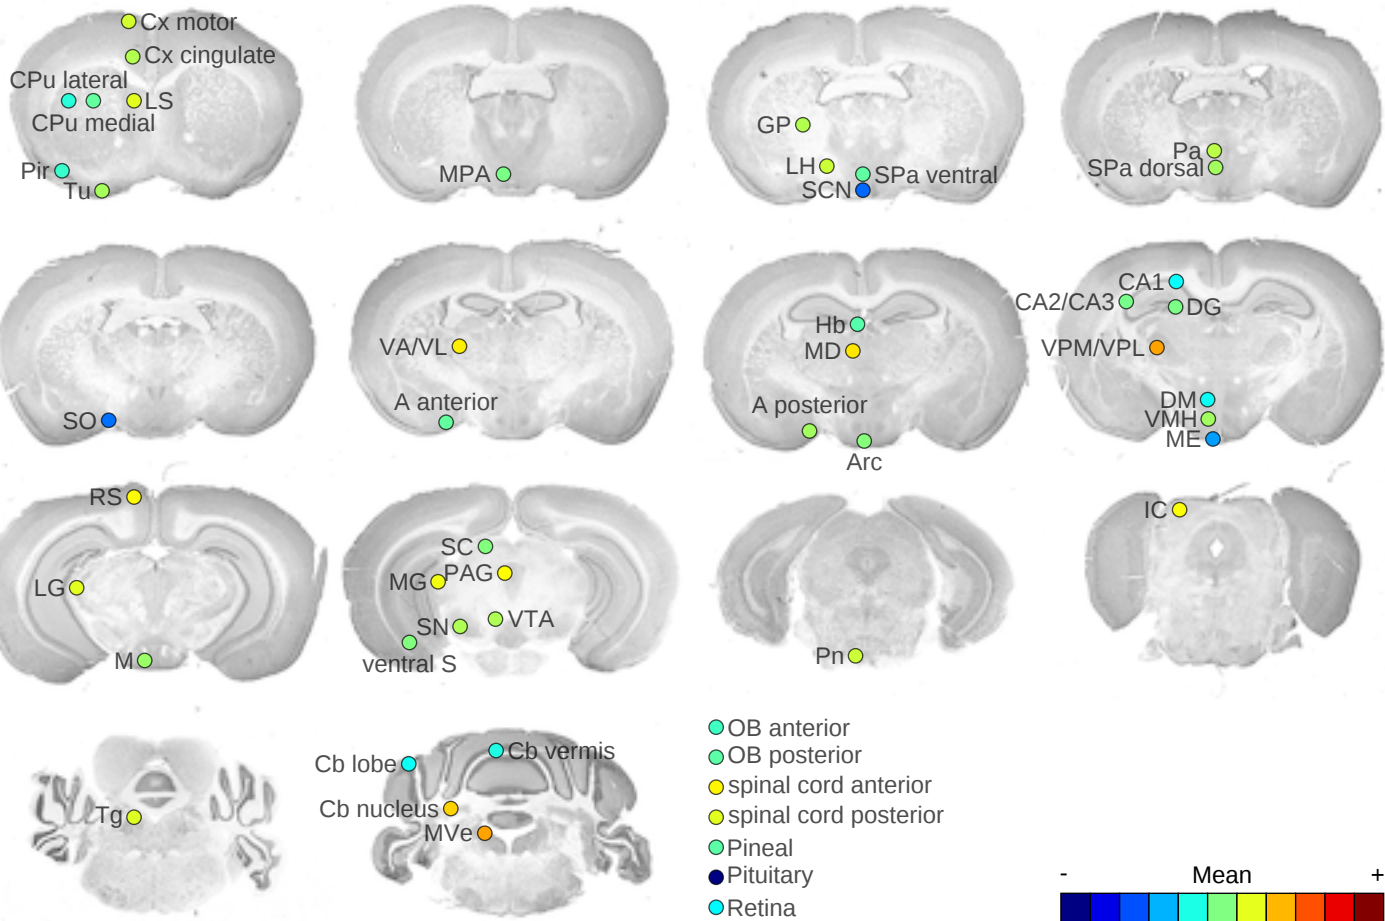 Cx motor
Cx cingulate
CPu lateral
LS
CPu medial
Pir
Tu
MPA
GP
LH
SPa ventral
SCN
Pa
SPa dorsal
SO
VA/VL
A anterior
Hb
MD
A posterior
Arc
CA1
CA2/CA3
DG
VPM/VPL
DM
VMH
ME
RS
LG
M
SC
MG
PAG
SN
VTA
ventral S
Pn
IC
Tg
Cb lobe
Cb vermis
Cb nucleus
MVe
OB anterior
OB posterior
spinal cord anterior
spinal cord posterior
Pineal
Pituitary
Retina
- Mean +